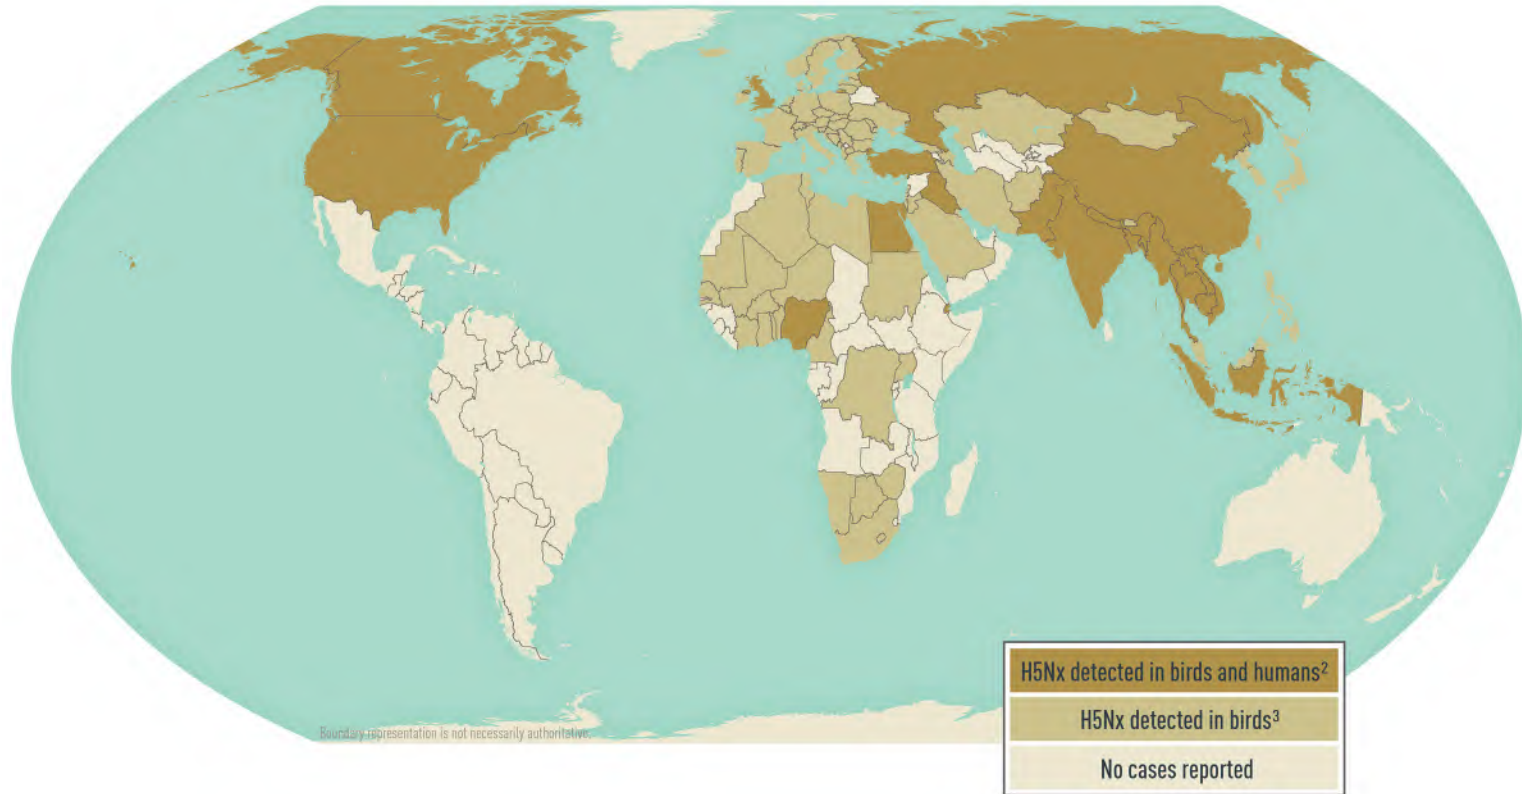 Boundary representation is not necessarily authoritative.
H5Nx detected in birds and humans²
H5Nx detected in birds³
No cases reported